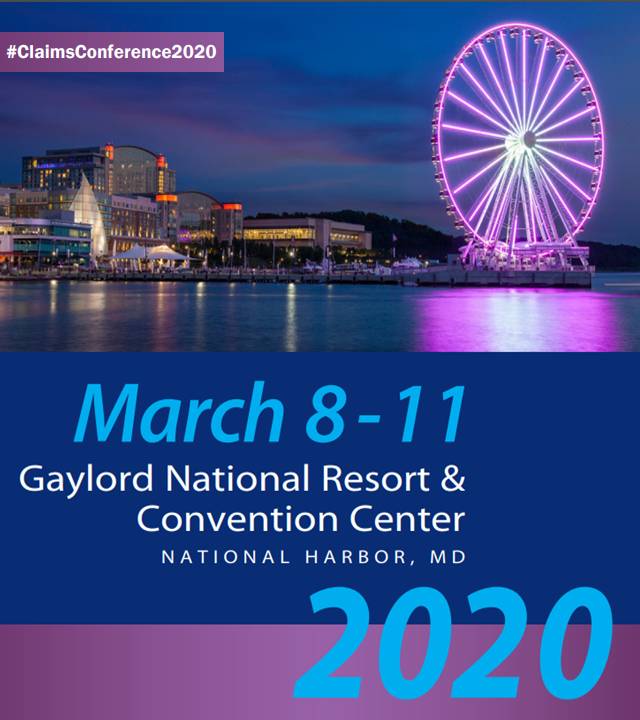 #ClaimsConference2020
March 8-11
Gaylord National Resort &
Convention Center
NATIONAL HARBOR, MD
2020